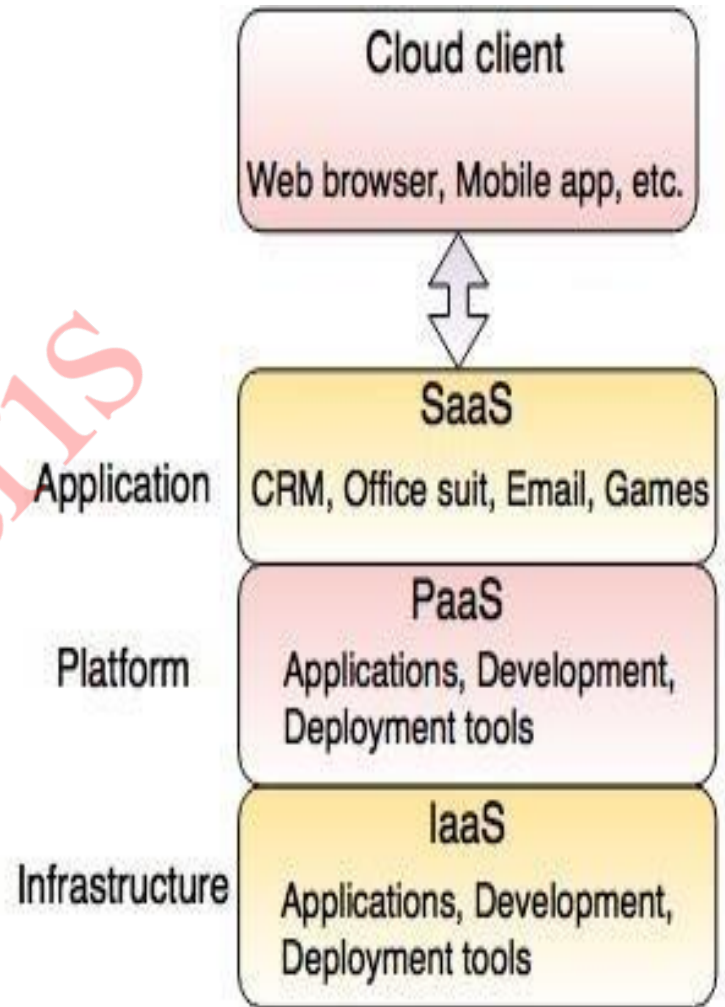 Cloud client
Web browser, Mobile app, etc.
SaaS
Application
CRM, Office suit, Email, Games
PaaS
Platform
Applications, Development,
Deployment tools
IaaS
Infrastructure
Applications, Development,
Deployment tools